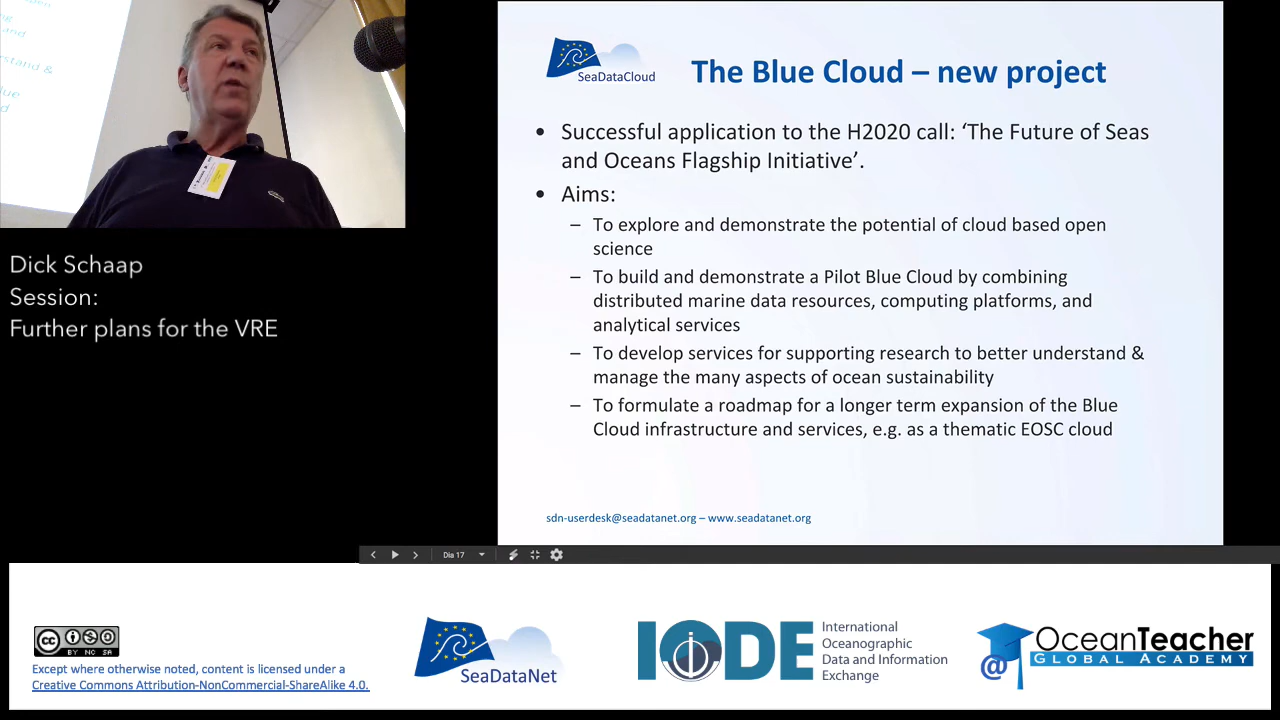 rstand &
Dick Schaap
Session:
Further plans for the VRE
SeaDataCloud
The Blue Cloud – new project
• Successful application to the H2020 call: ‘The Future of Seas
and Oceans Flagship Initiative’.
• Aims:
– To explore and demonstrate the potential of cloud based open
science
– To build and demonstrate a Pilot Blue Cloud by combining
distributed marine data resources, computing platforms, and
analytical services
– To develop services for supporting research to better understand &
manage the many aspects of ocean sustainability
– To formulate a roadmap for a longer term expansion of the Blue
Cloud infrastructure and services, e.g. as a thematic EOSC cloud
sdn-userdesk@seadatanet.org – www.seadatanet.org
Dia 17
cc
BY NC SA
Except where otherwise noted, content is licensed under a
Creative Commons Attribution-NonCommercial-ShareAlike 4.0.
SeaDataNet
IODE
International
Oceanographic
Data and Information
Exchange
@
OceanTeacher
GLOBAL ACADEMY